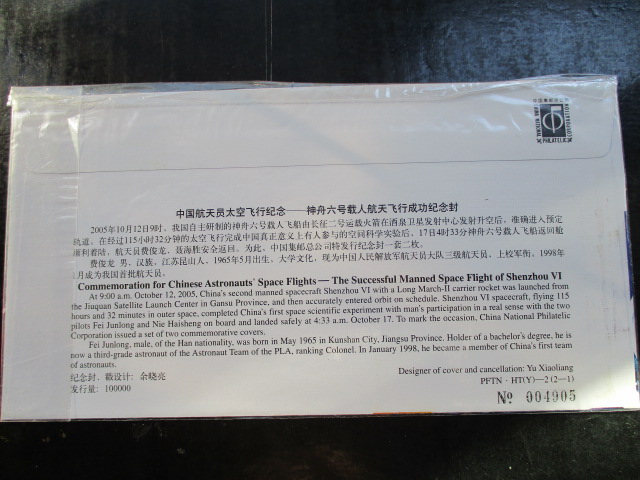 中国集邮总公司
CHINA NATIONAL PHILATELIC CORPORATION
中国航天员太空飞行纪念——神舟六号载人航天飞行成功纪念封
2005年10月12日9时，我国自主研制的神舟六号载人飞船由长征二号运载火箭在酒泉卫星发射中心发射升空后，准确进入预定
轨道。在经过115小时32分钟的太空飞行完成中国真正意义上有人参与的空间科学实验后，17日4时33分神舟六号载人飞船返回舱
顺利着陆，航天员费俊龙、聂海胜安全返回。为此，中国集邮总公司特发行纪念封一套二枚。
费俊龙 男，汉族，江苏昆山人，1965年5月出生，大学文化，现为中国人民解放军航天员大队三级航天员，上校军衔，1998年
1月成为我国首批航天员。
Commemoration for Chinese Astronauts' Space Flights—The Successful Manned Space Flight of Shenzhou VI
At 9:00 a.m. October 12, 2005, China's second manned spacecraft Shenzhou VI with a Long March-II carrier rocket was launched from
the Jiuquan Satellite Launch Center in Gansu Province, and then accurately entered orbit on schedule. Shenzhou VI spacecraft, flying 115
hours and 32 minutes in outer space, completed China's first space scientific experiment with man's participation in a real sense with the two
pilots Fei Junlong and Nie Haisheng on board and landed safely at 4:33 a.m. October 17. To mark the occasion, China National Philatelic
Corporation issued a set of two commemorative covers.
Fei Junlong, male, of the Han nationality, was born in May 1965 in Kunshan City, Jiangsu Province. Holder of a bachelor's degree, he is
now a third-grade astronaut of the Astronaut Team of the PLA, ranking Colonel. In January 1998, he became a member of China's first team
of astronauts.
纪念封、戳设计：余晓亮
发行量：100000
Designer of cover and cancellation: Yu Xiaoliang
PFTN·HT(Y)—2 (2—1)
№ 004905